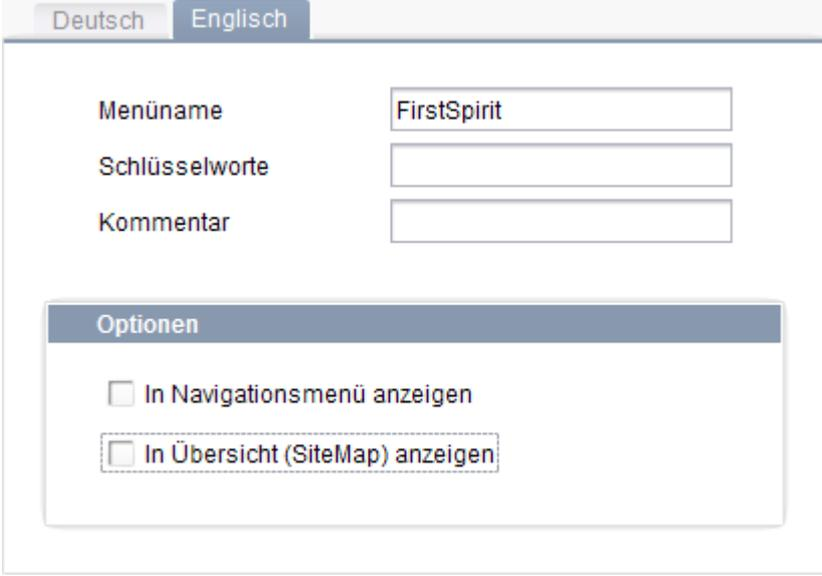 Deutsch Englisch
Menüname FirstSpirit
Schlüsselworte
Kommentar
Optionen
In Navigationsmenü anzeigen
In Übersicht (SiteMap) anzeigen